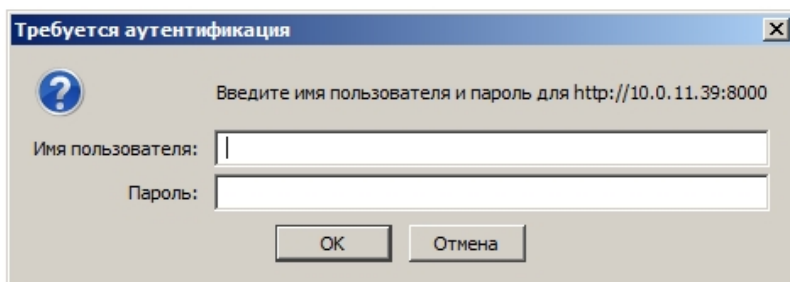 Требуется аутентификация
Введите имя пользователя и пароль для http://10.0.11.39:8000
Имя пользователя:
Пароль:
OK Отмена